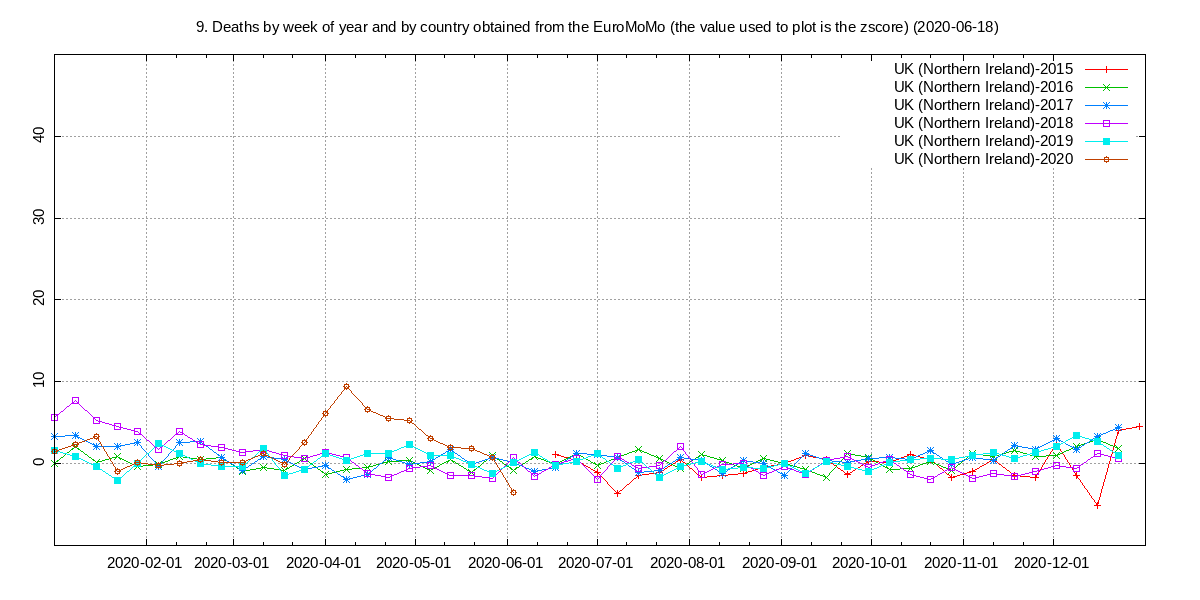 9. Deaths by week of year and by country obtained from the EuroMoMo (the value used to plot is the zscore) (2020-06-18)
UK (Northern Ireland)-2015
UK (Northern Ireland)-2016
UK (Northern Ireland)-2017
UK (Northern Ireland)-2018
UK (Northern Ireland)-2019
UK (Northern Ireland)-2020
40
30
20
10
0
2020-02-01 2020-03-01 2020-04-01 2020-05-01 2020-06-01 2020-07-01 2020-08-01 2020-09-01 2020-10-01 2020-11-01 2020-12-01